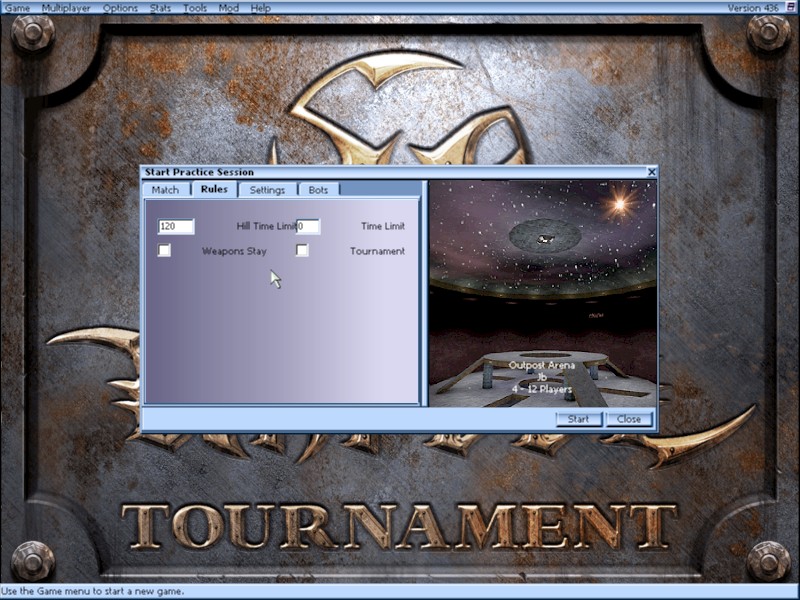 Game Multiplayer Options Stats Tools Mod Help Version 436
Start Practice Session
Match Rules Settings Bots
120 Hill Time Limit 0 Time Limit
Weapons Stay Tournament
Outpost Arena
Jb
4 - 12 Players
Start Close
TOURNAMENT
Use the Game menu to start a new game.